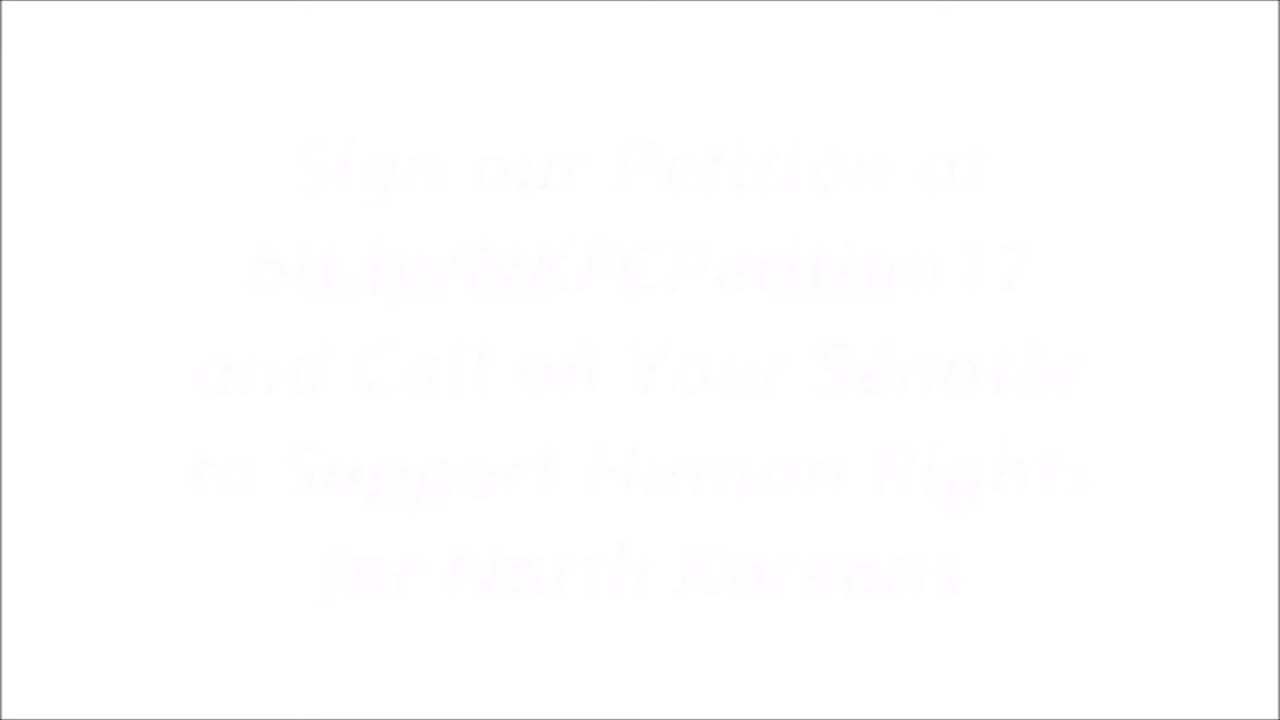 Sign our Petition at
and Call on Your Senator
to Support Human Rights
for North Koreans